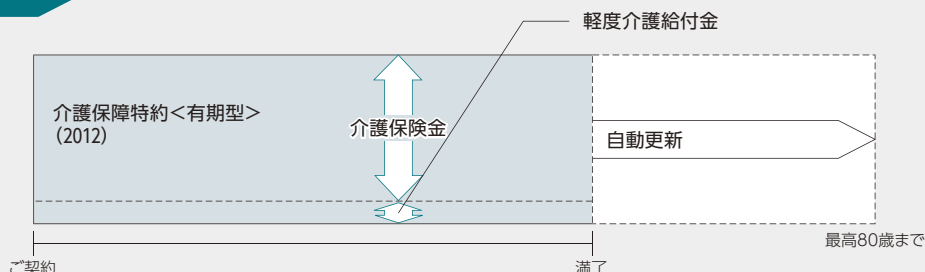 軽度介護給付金
介護保障特約＜有期型＞
（2012）
介護保険金
自動更新
最高80歳まで
ご契約
満了